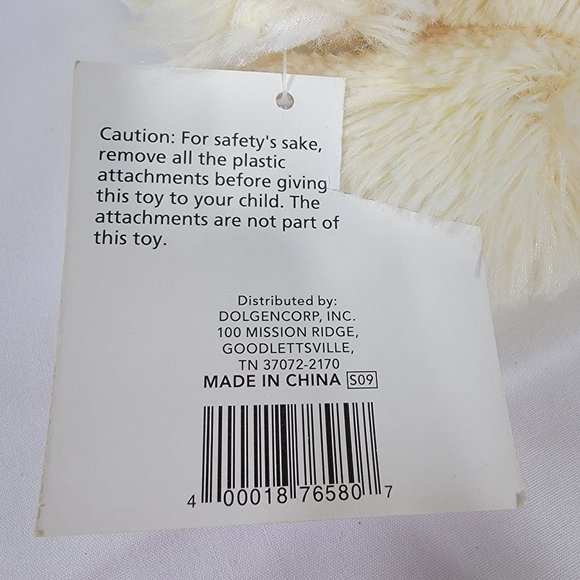 Caution: For safety's sake,
remove all the plastic
attachments before giving
this toy to your child. The
attachments are not part of
this toy.
Distributed by:
DOLGENCORP, INC.
100 MISSION RIDGE,
GOODLETTSVILLE,
TN 37072-2170
MADE IN CHINA S09
4 00018 76580 7